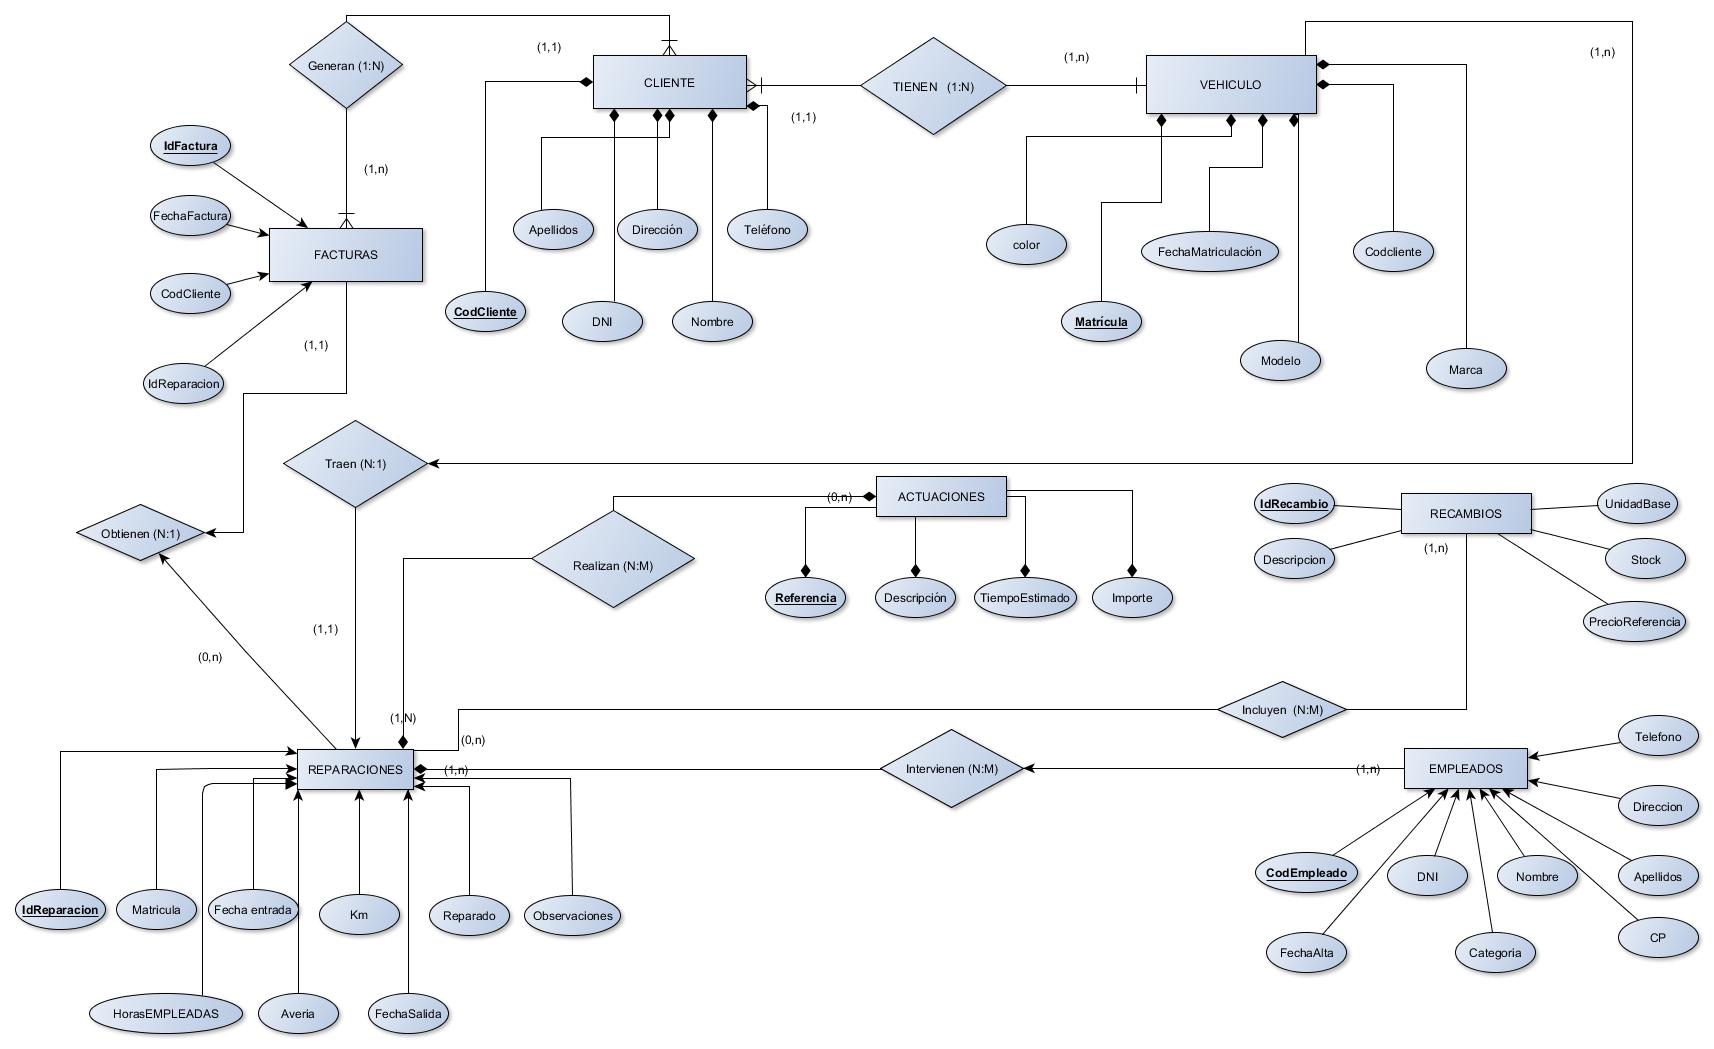 (1,1)
(1,n)
(1,n)
Generan (1:N)
CLIENTE
TIENEN (1:N)
VEHICULO
(1,1)
IdFactura
(1,n)
FechaFactura
Apellidos
Dirección
Teléfono
color
FechaMatriculación
Codcliente
FACTURAS
CodCliente
CodCliente
DNI
Nombre
Matrícula
(1,1)
Modelo
Marca
IdReparacion
Traen (N:1)
(0,n)
ACTUACIONES
IdRecambio
RECAMBIOS
UnidadBase
Obtienen (N:1)
(1,n)
Realizan (N:M)
Descripcion
Stock
Referencia
Descripción
TiempoEstimado
Importe
(1,1)
PrecioReferencia
(0,n)
Incluyen (N:M)
(1,N)
(0,n)
Telefono
REPARACIONES
(1,n)
Intervienen (N:M)
(1,n)
EMPLEADOS
Direccion
CodEmpleado
DNI
Nombre
Apellidos
IdReparacion
Matricula
Fecha entrada
Km
Reparado
Observaciones
FechaAlta
Categoria
CP
HorasEMPLEADAS
Averia
FechaSalida